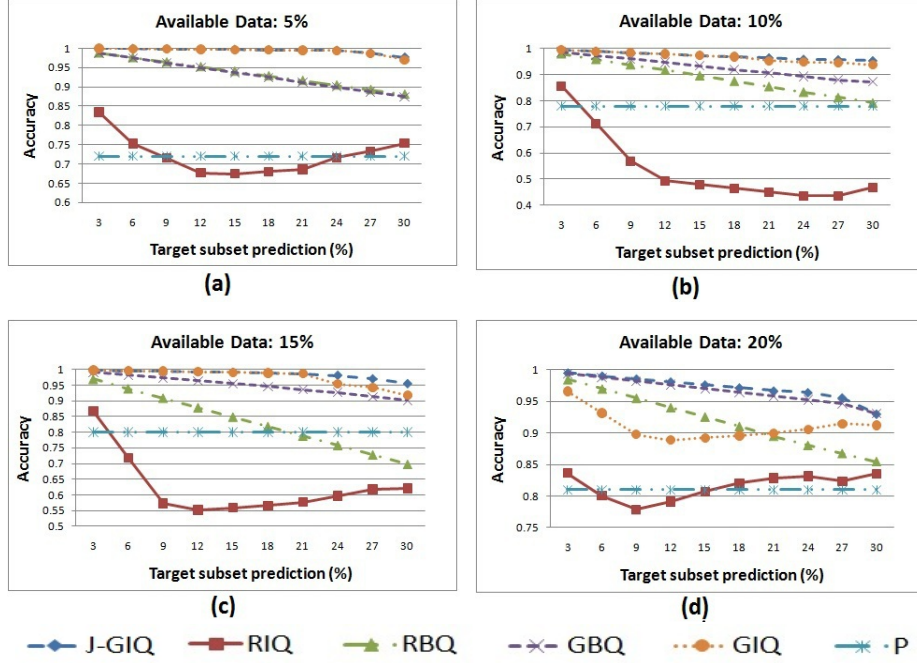 Available Data: 5%
Accuracy
1
0.95
0.9
0.85
0.8
0.75
0.7
0.65
0.6
3 6 9 12 15 18 21 24 27 30
Target subset prediction (%)
(a)
Available Data: 10%
Accuracy
1
0.9
0.8
0.7
0.6
0.5
0.4
3 6 9 12 15 18 21 24 27 30
Target subset prediction (%)
(b)
Available Data: 15%
Accuracy
1
0.95
0.9
0.85
0.8
0.75
0.7
0.65
0.6
0.55
0.5
3 6 9 12 15 18 21 24 27 30
Target subset prediction (%)
(c)
Available Data: 20%
Accuracy
1
0.95
0.9
0.85
0.8
0.75
3 6 9 12 15 18 21 24 27 30
Target subset prediction (%)
(d)
J-GIQ RIQ RBQ GBQ GIQ P